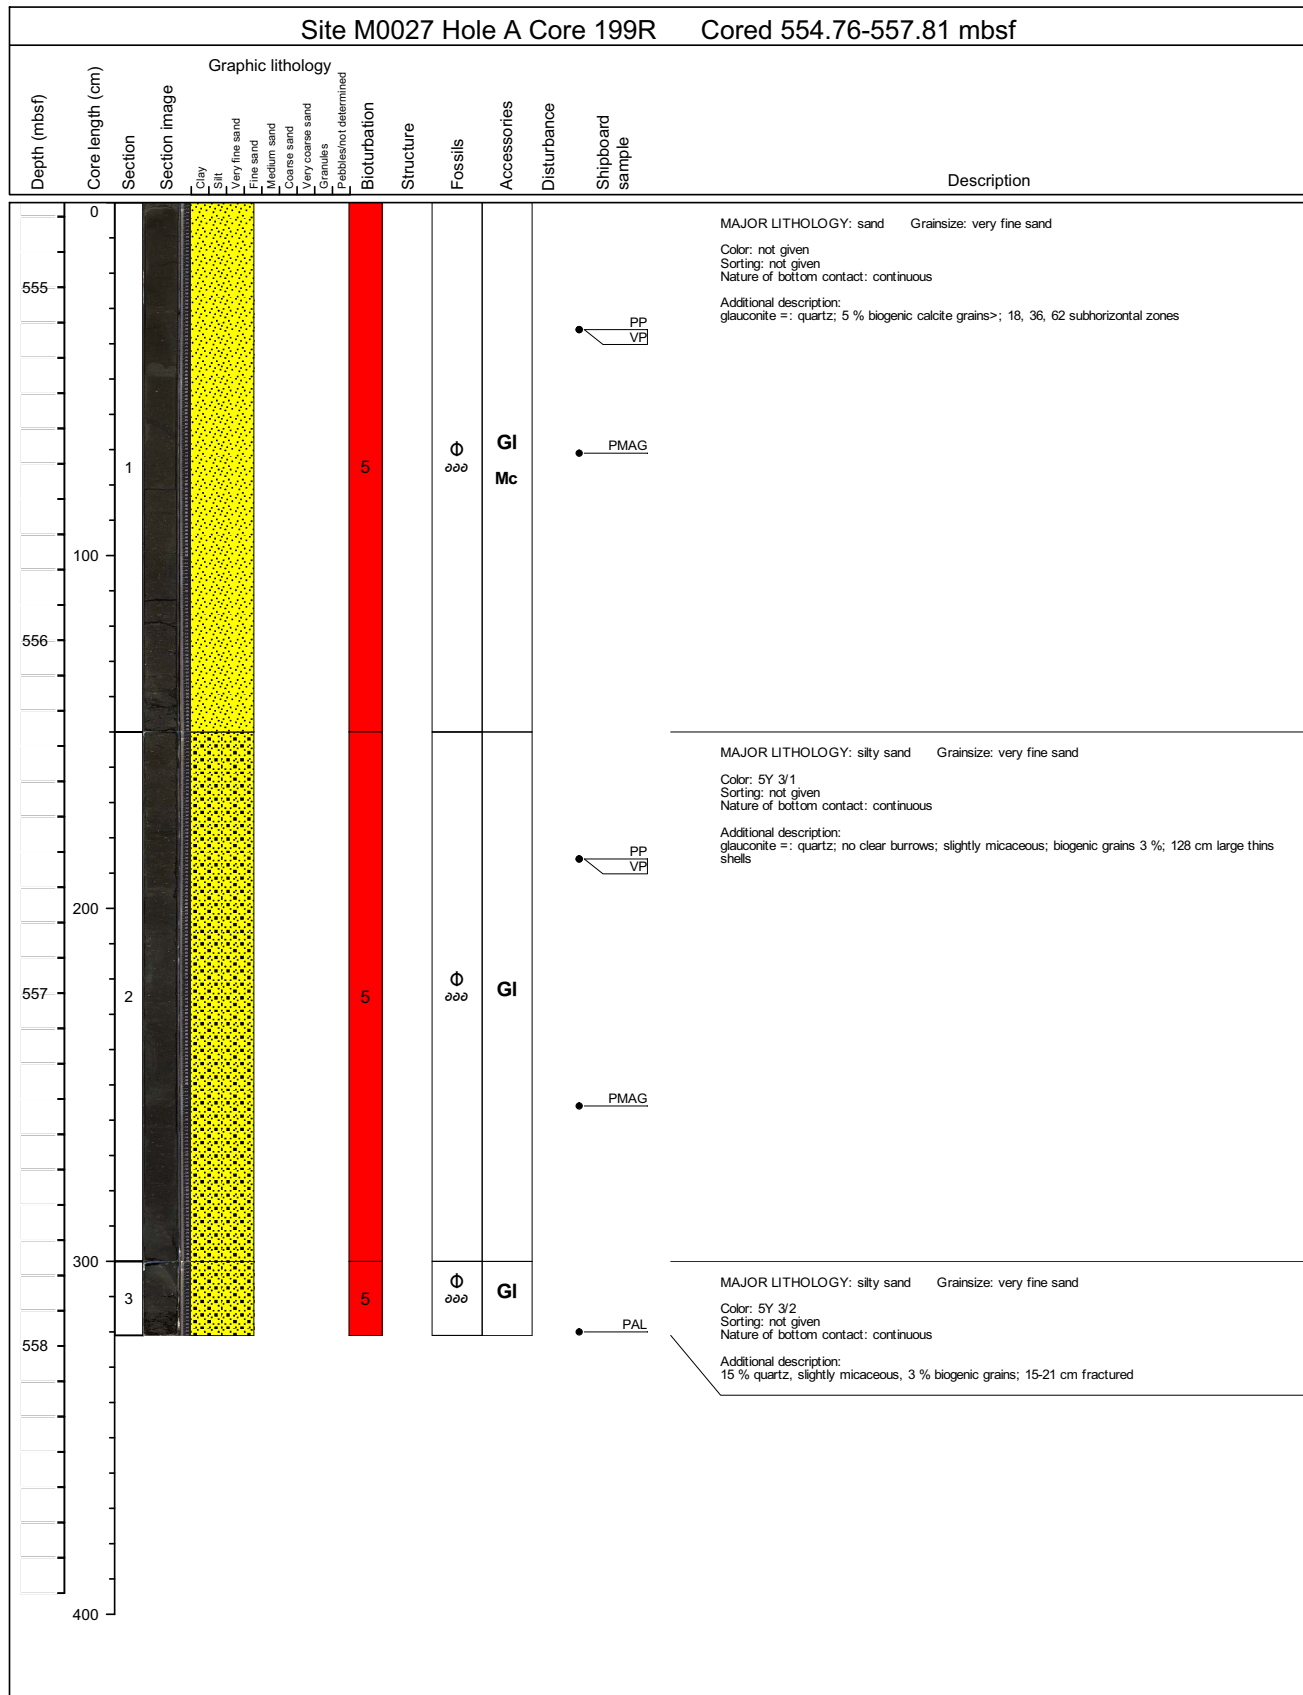 Site M0027 Hole A Core 199R Cored 554.76-557.81 mbsf
Graphic lithology
Depth (mbsf)
Core length (cm)
Section
Section image
Clay
Silt
Very fine sand
Fine sand
Medium sand
Coarse sand
Very coarse sand
Granules
Pebbles/not determined
Bioturbation
Structure
Fossils
Accessories
Disturbance
Shipboard
sample
Description
0
MAJOR LITHOLOGY: sand Grainsize: very fine sand
Color: not given
Sorting: not given
Nature of bottom contact: continuous
555
Additional description:
glauconite =: quartz; 5 % biogenic calcite grains>; 18, 36, 62 subhorizontal zones
PP
VP
1
5
Φ
∂∂∂
Gl
Mc
PMAG
100
556
MAJOR LITHOLOGY: silty sand Grainsize: very fine sand
Color: 5Y 3/1
Sorting: not given
Nature of bottom contact: continuous
Additional description:
glauconite =: quartz; no clear burrows; slightly micaceous; biogenic grains 3 %; 128 cm large thins
shells
PP
VP
200
557
2
5
Φ
∂∂∂
Gl
PMAG
300
MAJOR LITHOLOGY: silty sand Grainsize: very fine sand
3
5
Φ
∂∂∂
Gl
Color: 5Y 3/2
Sorting: not given
Nature of bottom contact: continuous
PAL
558
Additional description:
15 % quartz, slightly micaceous, 3 % biogenic grains; 15-21 cm fractured
400